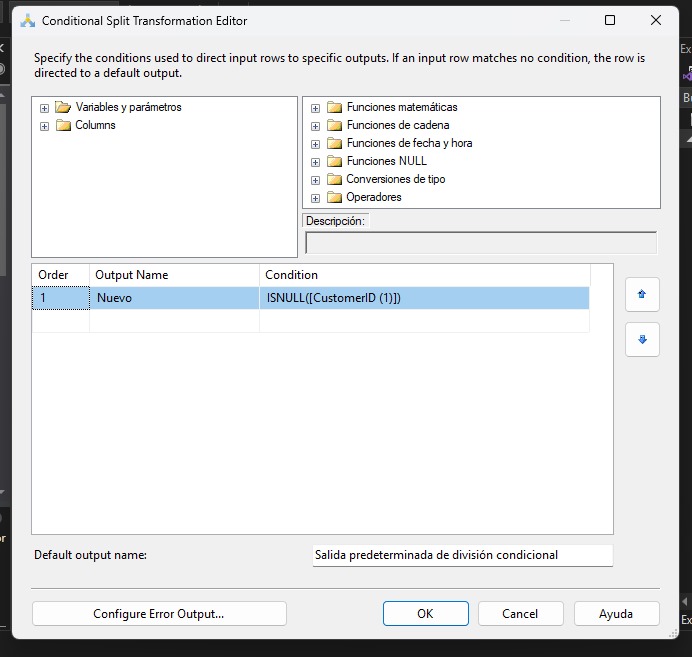 Conditional Split Transformation Editor
Specify the conditions used to direct input rows to specific outputs. If an input row matches no condition, the row is
directed to a default output.
Variables y parámetros
Columns
Funciones matemáticas
Funciones de cadena
Funciones de fecha y hora
Funciones NULL
Conversiones de tipo
Operadores
Descripción:
Order Output Name Condition
1 Nuevo ISNULL([CustomerID (1)])
Default output name: Salida predeterminada de división condicional
Configure Error Output... OK Cancel Ayuda